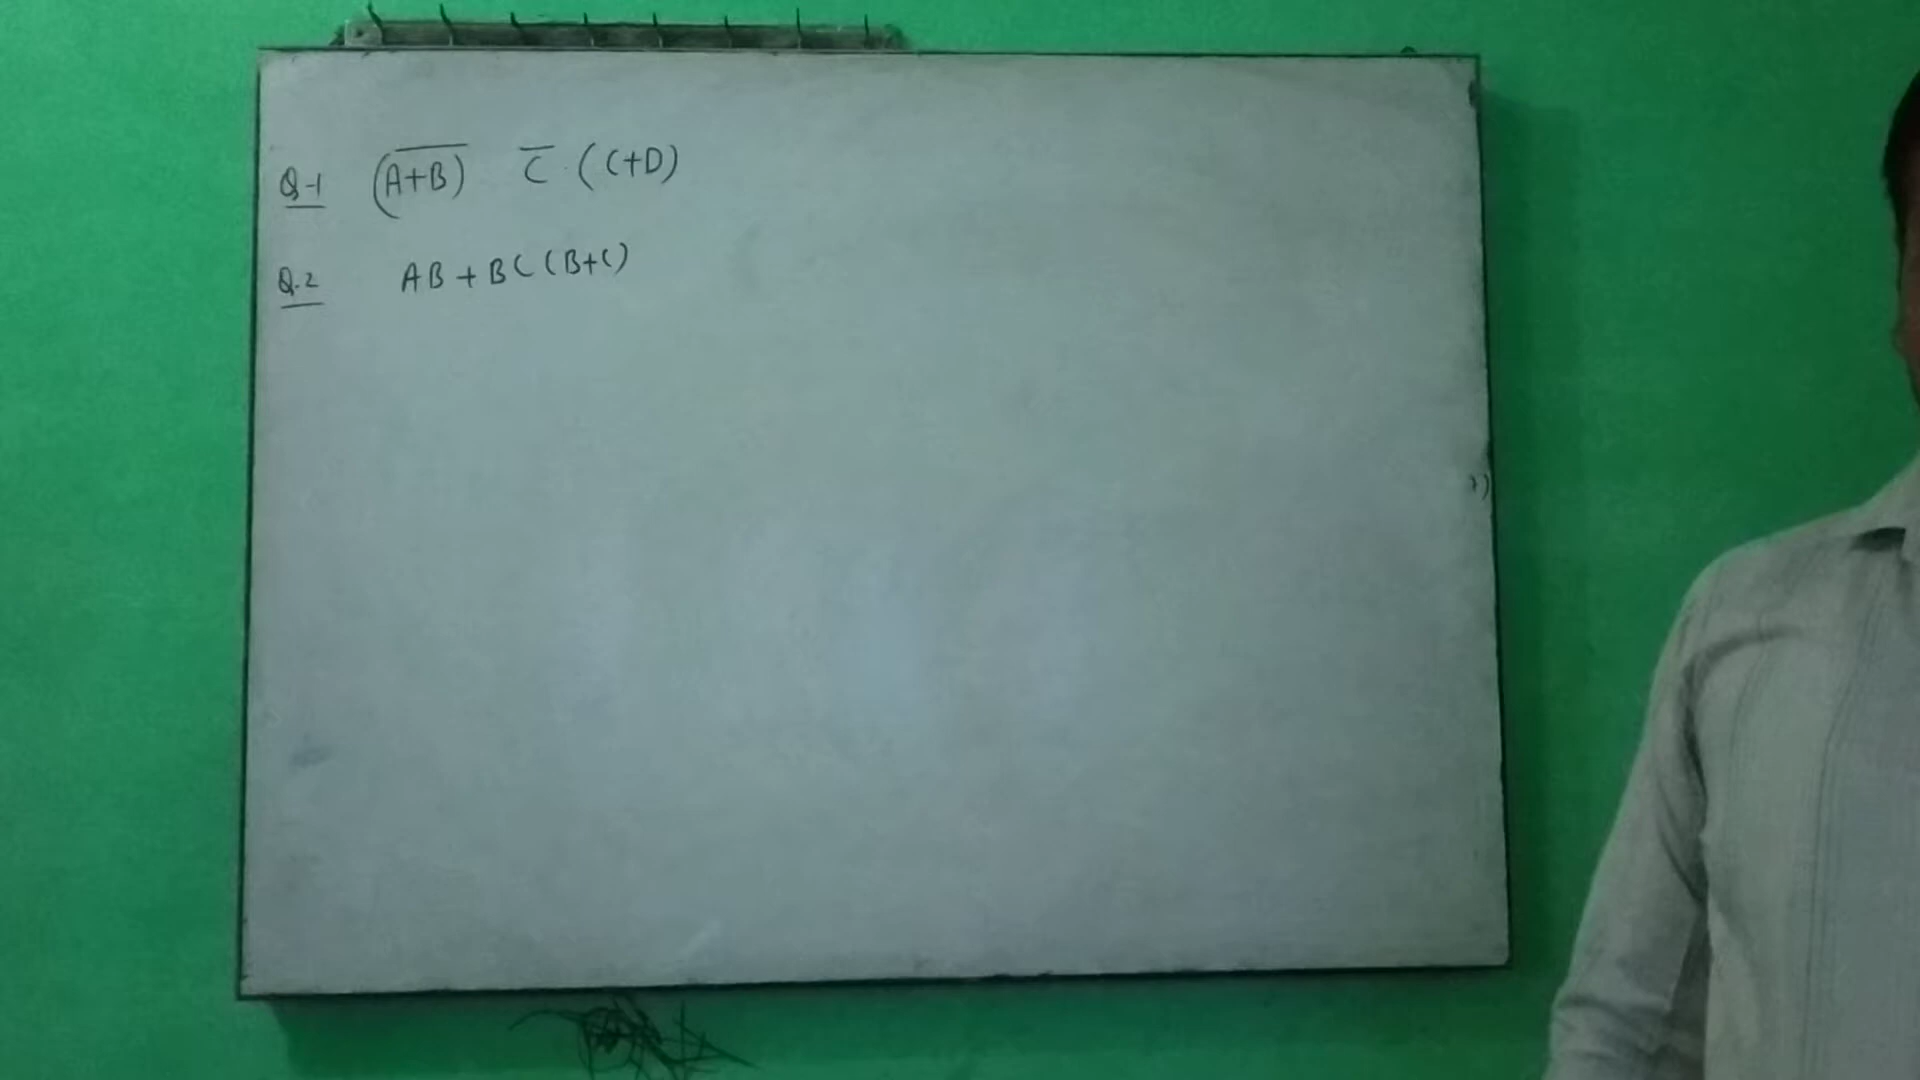 Q-1 (A̅+̅B̅) C̅ · (C+D)
Q.2 AB + BC (B+C)